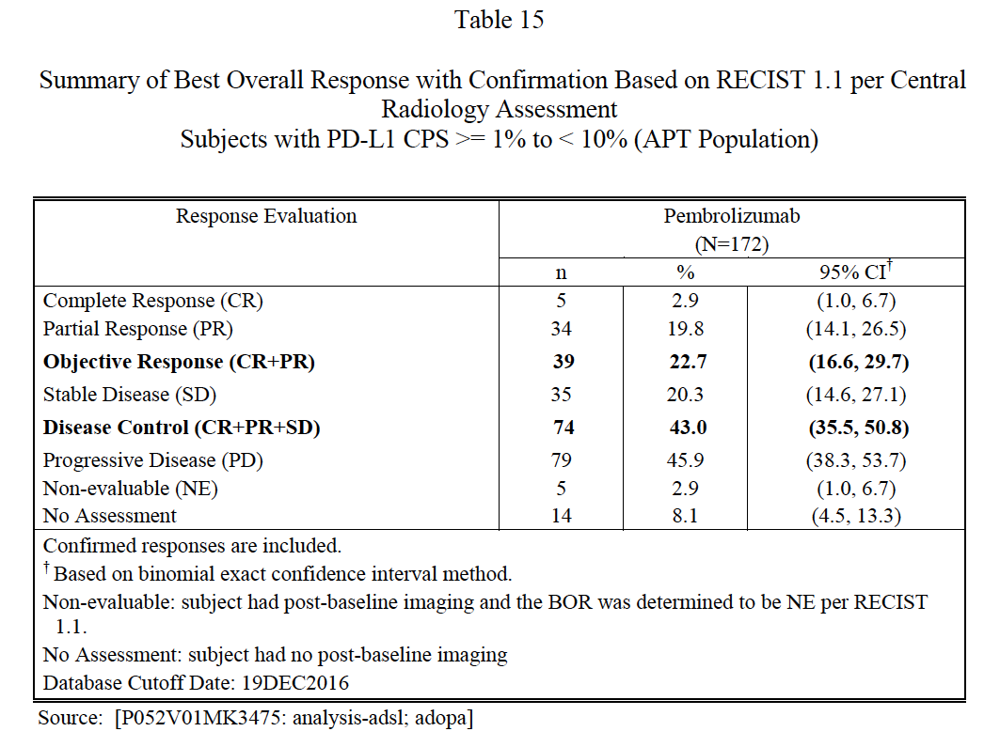 Table 15
Summary of Best Overall Response with Confirmation Based on RECIST 1.1 per Central
Radiology Assessment
Subjects with PD-L1 CPS >= 1% to < 10% (APT Population)
Response Evaluation Pembrolizumab
(N=172)
n % 95% CI†
Complete Response (CR) 5 2.9 (1.0, 6.7)
Partial Response (PR) 34 19.8 (14.1, 26.5)
Objective Response (CR+PR) 39 22.7 (16.6, 29.7)
Stable Disease (SD) 35 20.3 (14.6, 27.1)
Disease Control (CR+PR+SD) 74 43.0 (35.5, 50.8)
Progressive Disease (PD) 79 45.9 (38.3, 53.7)
Non-evaluable (NE) 5 2.9 (1.0, 6.7)
No Assessment 14 8.1 (4.5, 13.3)
Confirmed responses are included.
† Based on binomial exact confidence interval method.
Non-evaluable: subject had post-baseline imaging and the BOR was determined to be NE per RECIST
1.1.
No Assessment: subject had no post-baseline imaging
Database Cutoff Date: 19DEC2016
Source: [P052V01MK3475: analysis-adsl; adopa]